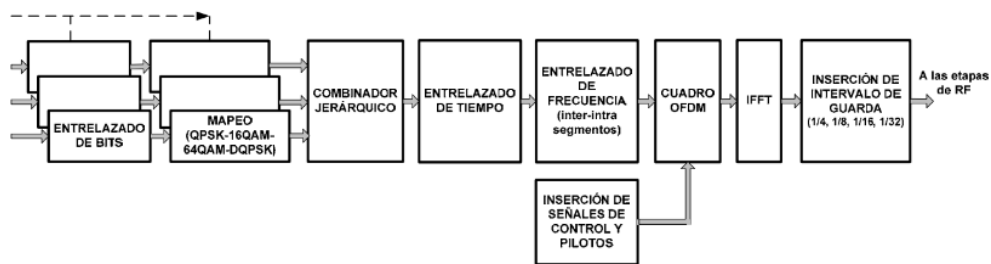 ENTRELAZADO
DE BITS
MAPEO
(QPSK-16QAM-
64QAM-DQPSK)
COMBINADOR
JERÁRQUICO
ENTRELAZADO
DE TIEMPO
ENTRELAZADO
DE
FRECUENCIA
(inter-intra
segmentos)
CUADRO
OFDM
IFFT
INSERCIÓN DE
INTERVALO DE
GUARDA
(1/4, 1/8, 1/16, 1/32)
A las etapas
de RF
INSERCIÓN DE
SEÑALES DE
CONTROL Y
PILOTOS